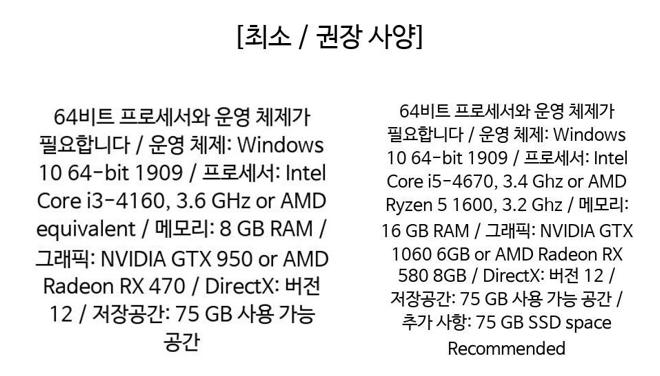 [최소 / 권장 사양]
64비트 프로세서와 운영 체제가
필요합니다 / 운영 체제: Windows
10 64-bit 1909 / 프로세서: Intel
Core i3-4160, 3.6 GHz or AMD
equivalent / 메모리: 8 GB RAM /
그래픽: NVIDIA GTX 950 or AMD
Radeon RX 470 / DirectX: 버전
12 / 저장공간: 75 GB 사용 가능
공간
64비트 프로세서와 운영 체제가
필요합니다 / 운영 체제: Windows
10 64-bit 1909 / 프로세서: Intel
Core i5-4670, 3.4 Ghz or AMD
Ryzen 5 1600, 3.2 Ghz / 메모리:
16 GB RAM / 그래픽: NVIDIA GTX
1060 6GB or AMD Radeon RX
580 8GB / DirectX: 버전 12 /
저장공간: 75 GB 사용 가능 공간 /
추가 사항: 75 GB SSD space
Recommended